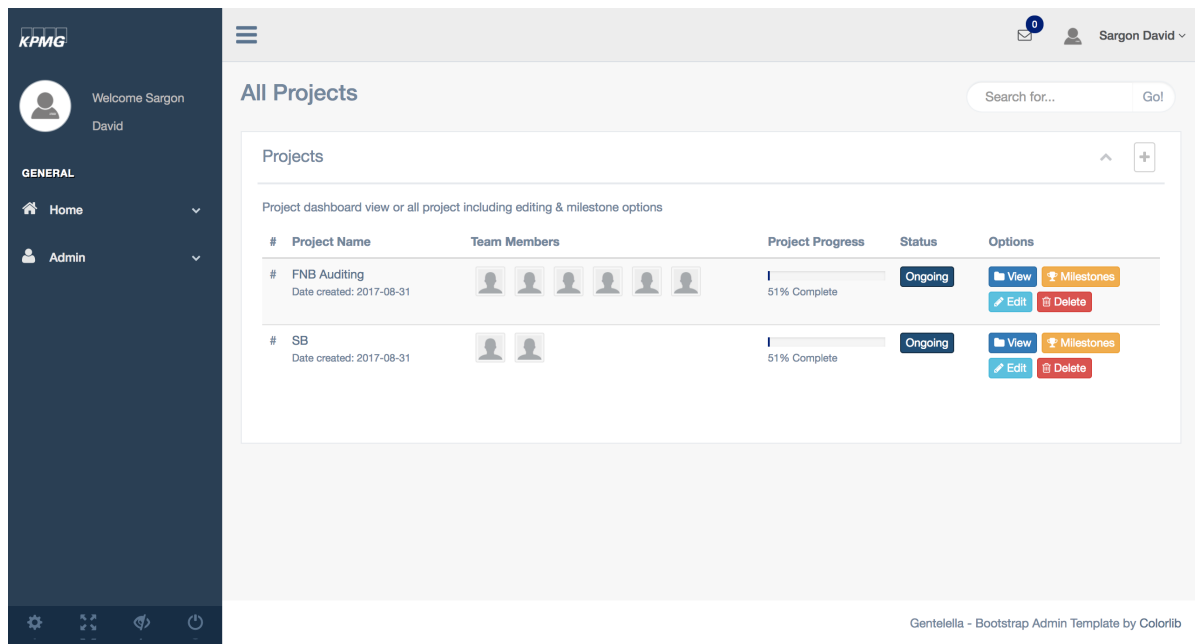 KPMG
0
Sargon David
Welcome Sargon
David
GENERAL
Home
Admin
All Projects
Search for... Go!
Projects
Project dashboard view or all project including editing & milestone options
# Project Name Team Members Project Progress Status Options
# FNB Auditing Ongoing View Milestones
Date created: 2017-08-31 51% Complete Edit Delete
# SB Ongoing View Milestones
Date created: 2017-08-31 51% Complete Edit Delete
Gentelella - Bootstrap Admin Template by Colorlib